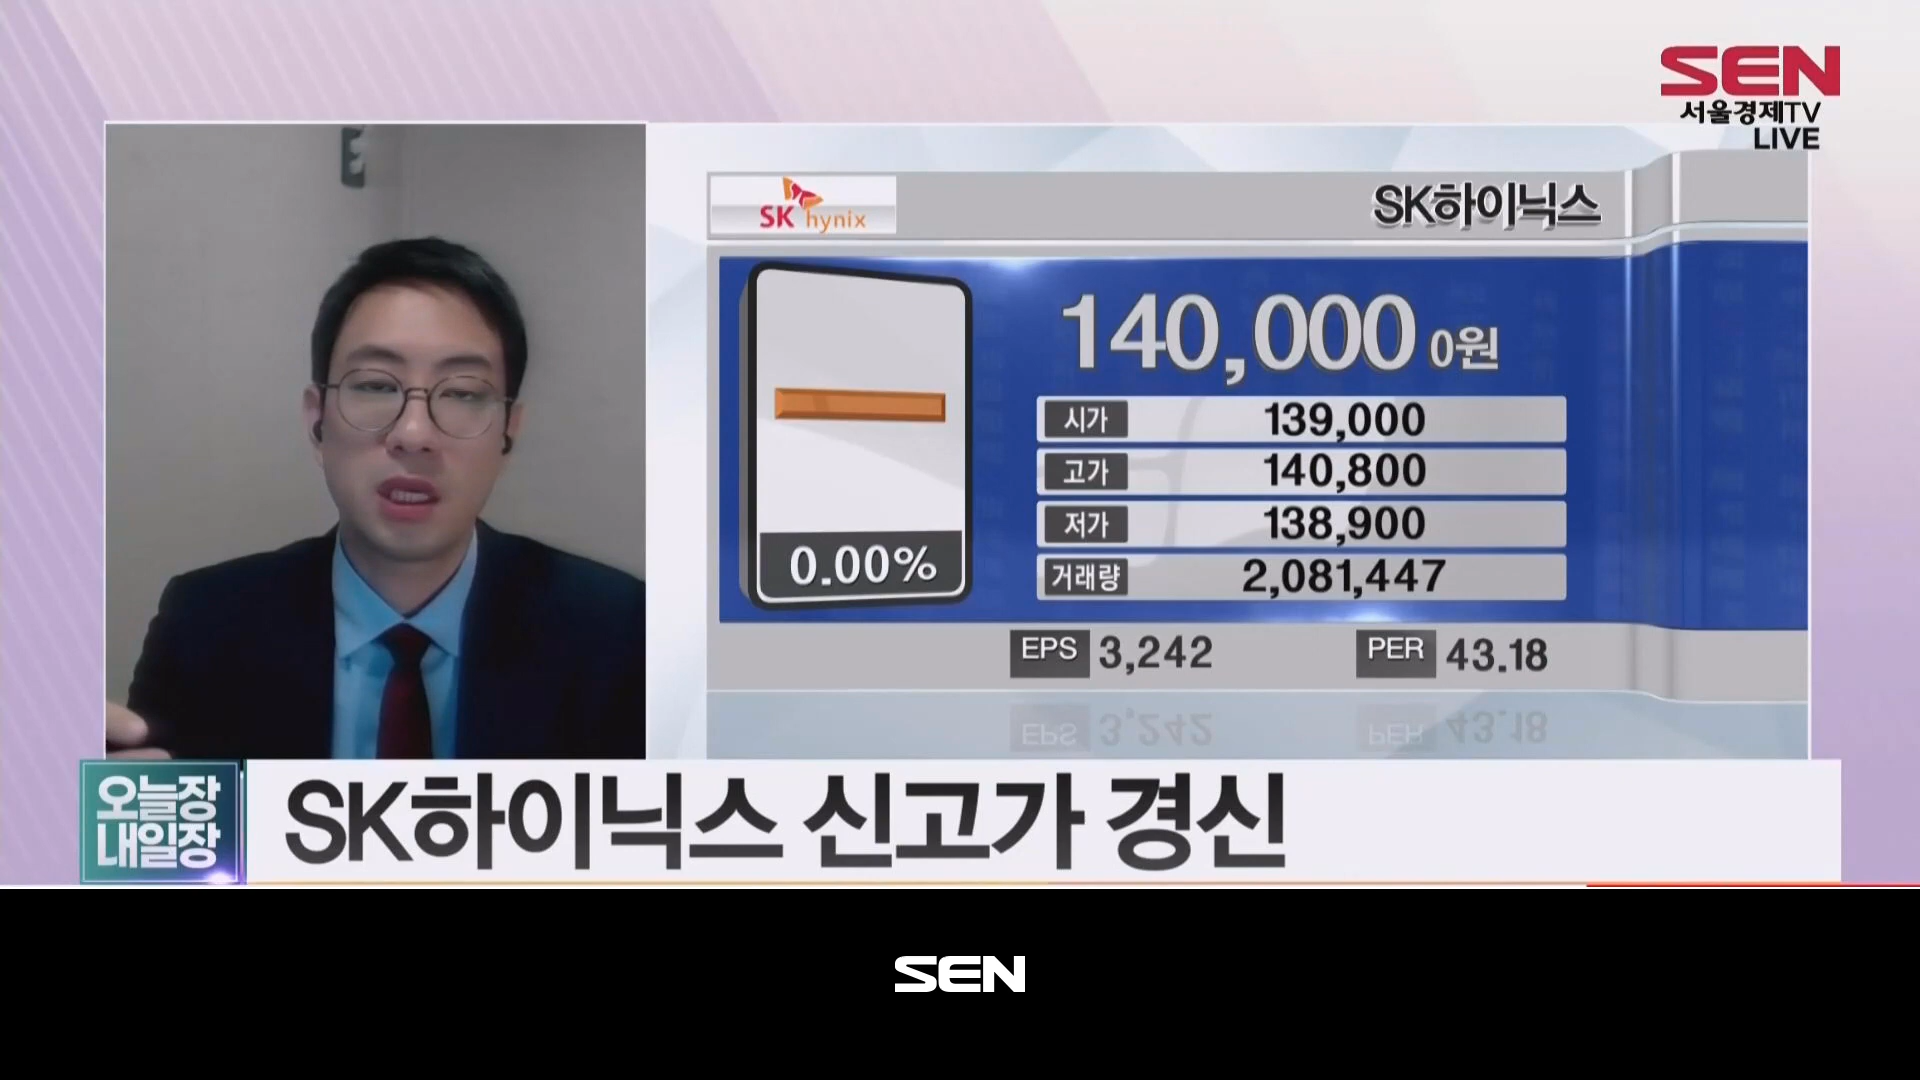 SEN
서울경제TV
LIVE
SK hynix
SK하이닉스
140,000 0원
0.00%
시가 139,000
고가 140,800
저가 138,900
거래량 2,081,447
EPS 3,242 PER 43.18
오늘장
내일장
SK하이닉스 신고가 경신
SEN